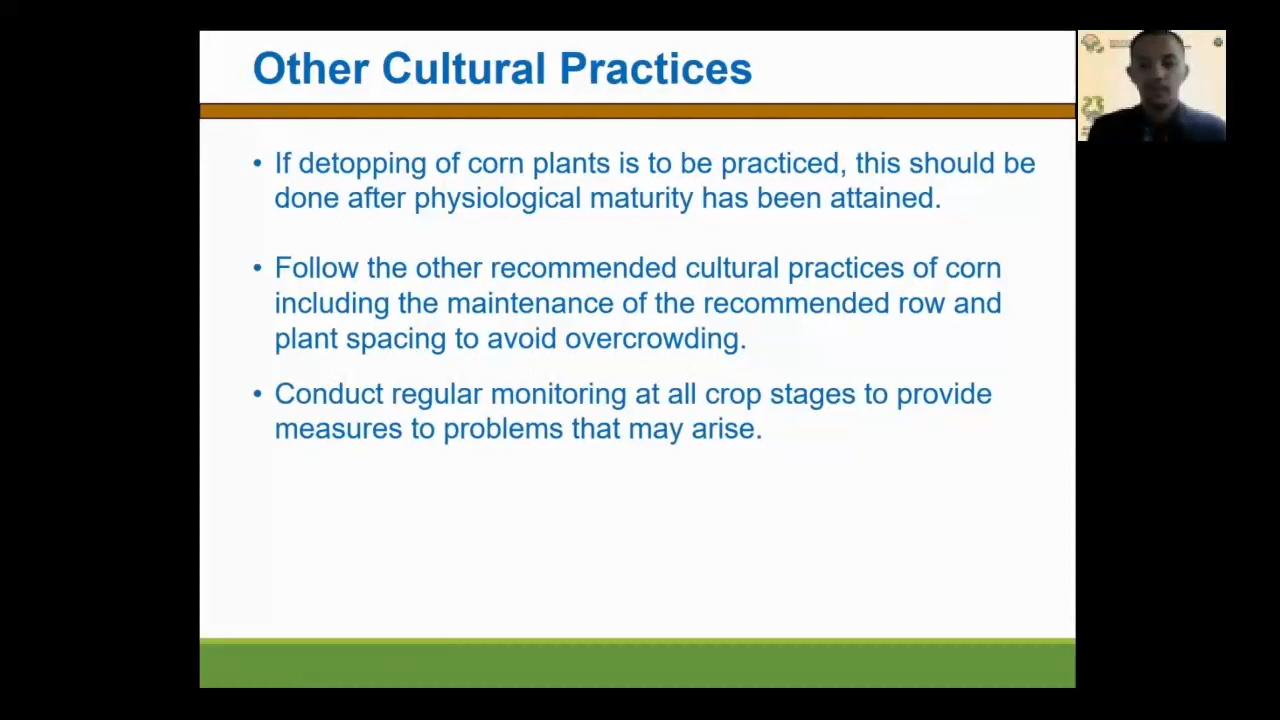 Other Cultural Practices
• If detopping of corn plants is to be practiced, this should be
done after physiological maturity has been attained.
• Follow the other recommended cultural practices of corn
including the maintenance of the recommended row and
plant spacing to avoid overcrowding.
• Conduct regular monitoring at all crop stages to provide
measures to problems that may arise.
23